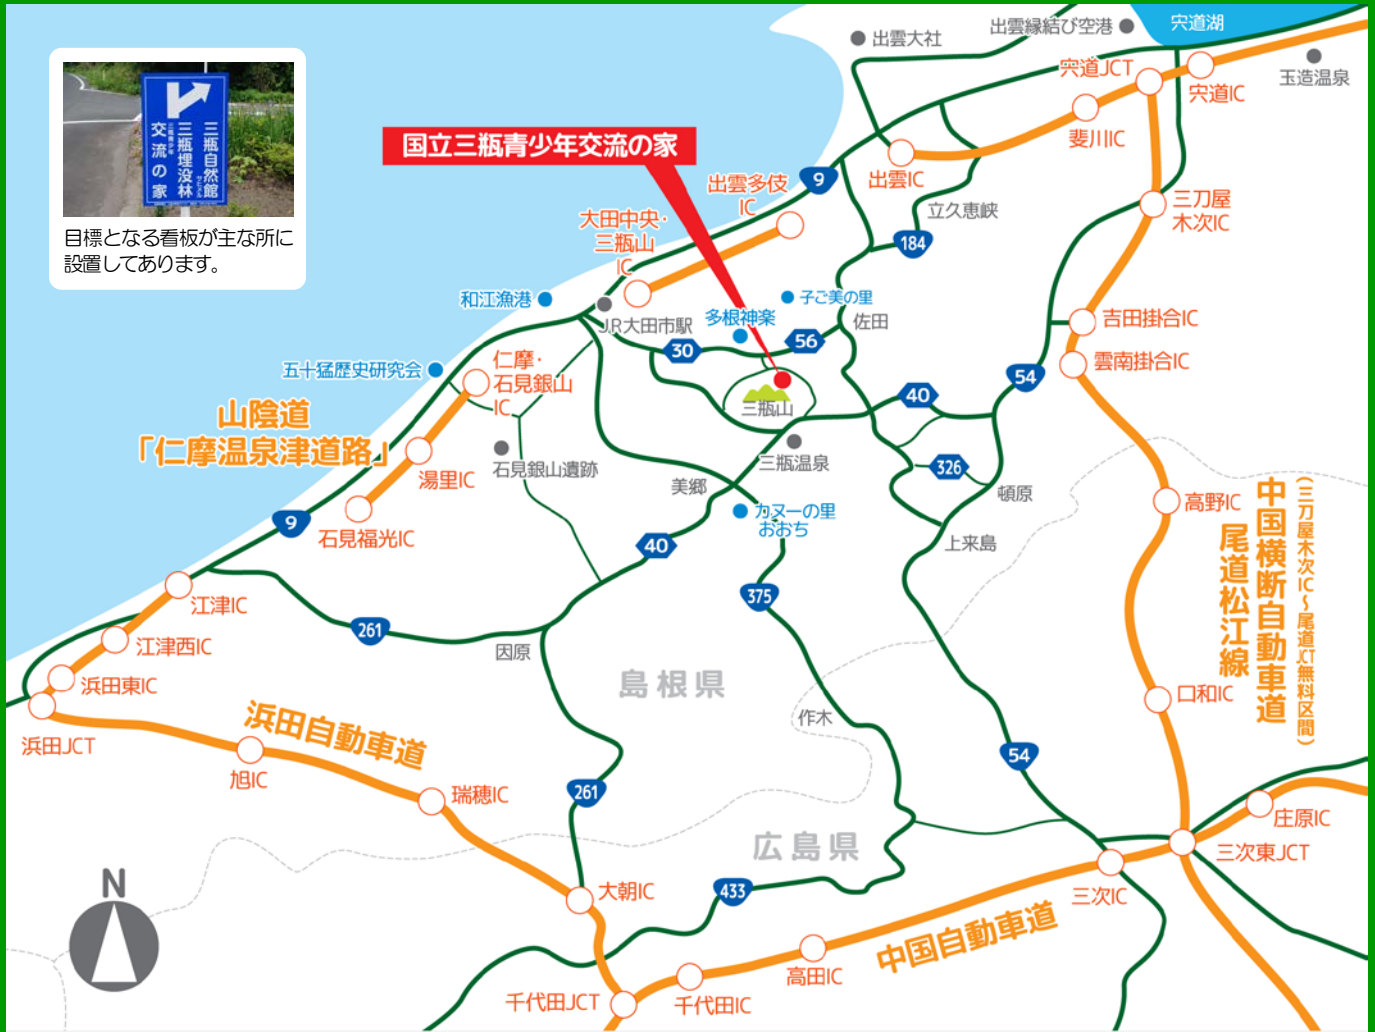 出雲大社
出雲縁結び空港
宍道湖
宍道JCT
宍道IC
玉造温泉
斐川IC
三瓶自然館
サヒメル
三瓶埋没林
三瓶青少年
交流の家
目標となる看板が主な所に
設置してあります。
国立三瓶青少年交流の家
出雲IC
9
出雲多伎
IC
立久恵峡
三刀屋
木次IC
大田中央・
三瓶山
IC
184
和江漁港
子ご美の里
JR大田市駅
多根神楽
佐田
吉田掛合IC
30
56
雲南掛合IC
五十猛歴史研究会
仁摩・
石見銀山
IC
54
40
三瓶山
山陰道
「仁摩温泉津道路」
湯里IC
石見銀山遺跡
三瓶温泉
326
美郷
頓原
高野IC
カヌーの里
おおち
9
石見福光IC
40
上来島
中国横断自動車道
尾道松江線
(三刀屋木次IC～尾道JCT無料区間)
375
江津IC
261
江津西IC
因原
浜田東IC
島根県
口和IC
作木
浜田JCT
浜田自動車道
旭IC
54
瑞穂IC
261
庄原IC
広島県
三次東JCT
N
大朝IC
433
三次IC
中国自動車道
高田IC
千代田JCT
千代田IC